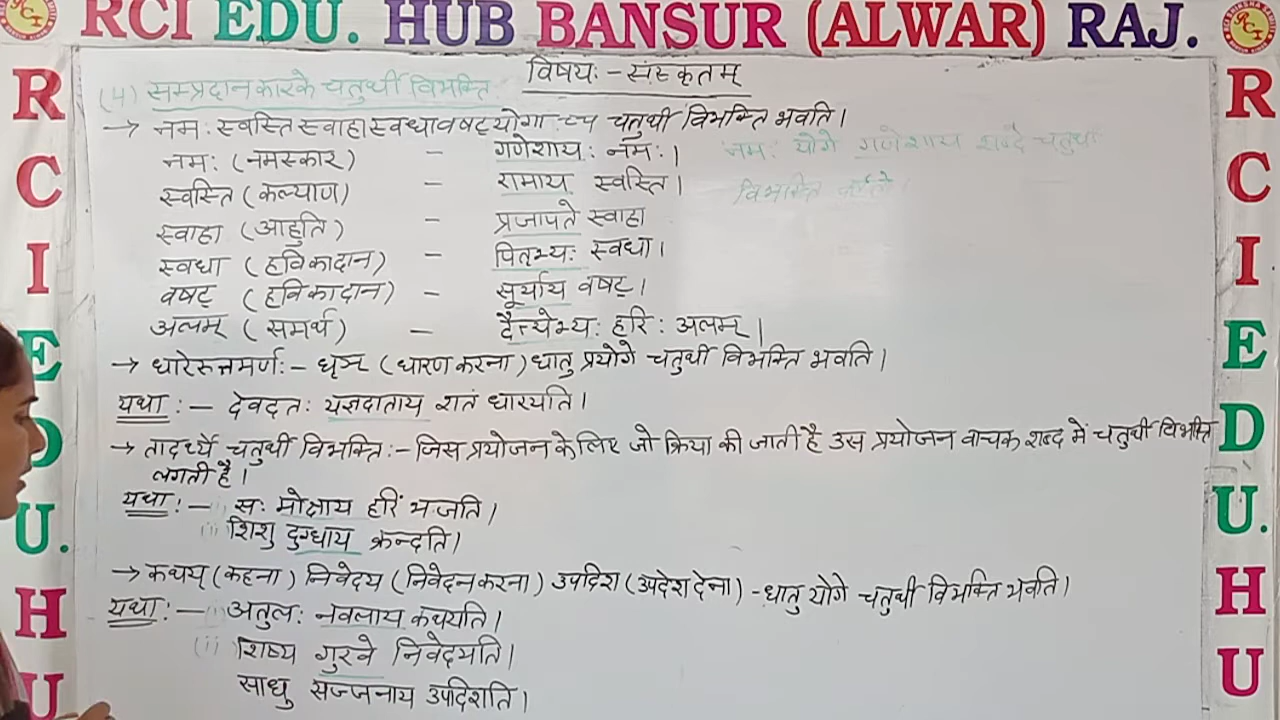 RCI EDU. HUB BANSUR (ALWAR) RAJ.
R C I E D U. H U
विषयः - संस्कृतम्
(4) सम्प्रदान कारके चतुर्थी विभक्ति
→ नमः स्वस्ति स्वाहा स्वधा वषट् योगा च्च चतुर्थी विभक्ति भवति।
नमः (नमस्कार) - गणेशायः नमः। नमः योगे गणेशाय शब्दे चतुर्थी
स्वस्ति (कल्याण) - रामाय स्वस्ति। विभक्ति
स्वाहा (आहुति) - प्रजापते स्वाहा
स्वधा (हविकादान) - पितृभ्यः स्वधा।
वषट् (हविकादान) - सूर्याय वषट्।
अलम् (समर्थ) - दैत्येभ्यः हरिः अलम्।
→ धारेरुत्तमर्णः - धृञ् (धारण करना) धातु प्रयोगे चतुर्थी विभक्ति भवति।
यथा :- देवदतः यज्ञदाताय शतं धारयति।
→ तादर्थ्ये चतुर्थी विभक्तिः - जिस प्रयोजन के लिए जो क्रिया की जाती है उस प्रयोजन वाचक शब्द में चतुर्थी विभक्ति
लगती है।
यथा :- (i) सः मोक्षाय हरिं भजति।
(ii) शिशु दुग्धाय क्रन्दति।
→ कथय् (कहना) निवेदय (निवेदन करना) उपदिश (उपदेश देना) - धातु योगे चतुर्थी विभक्ति भवति।
यथा :- (i) अतुलः नवलाय कथयति।
(ii) शिष्य गुरवे निवेदयति।
साधु सज्जनाय उपदिशति।
R C I E D U. H U